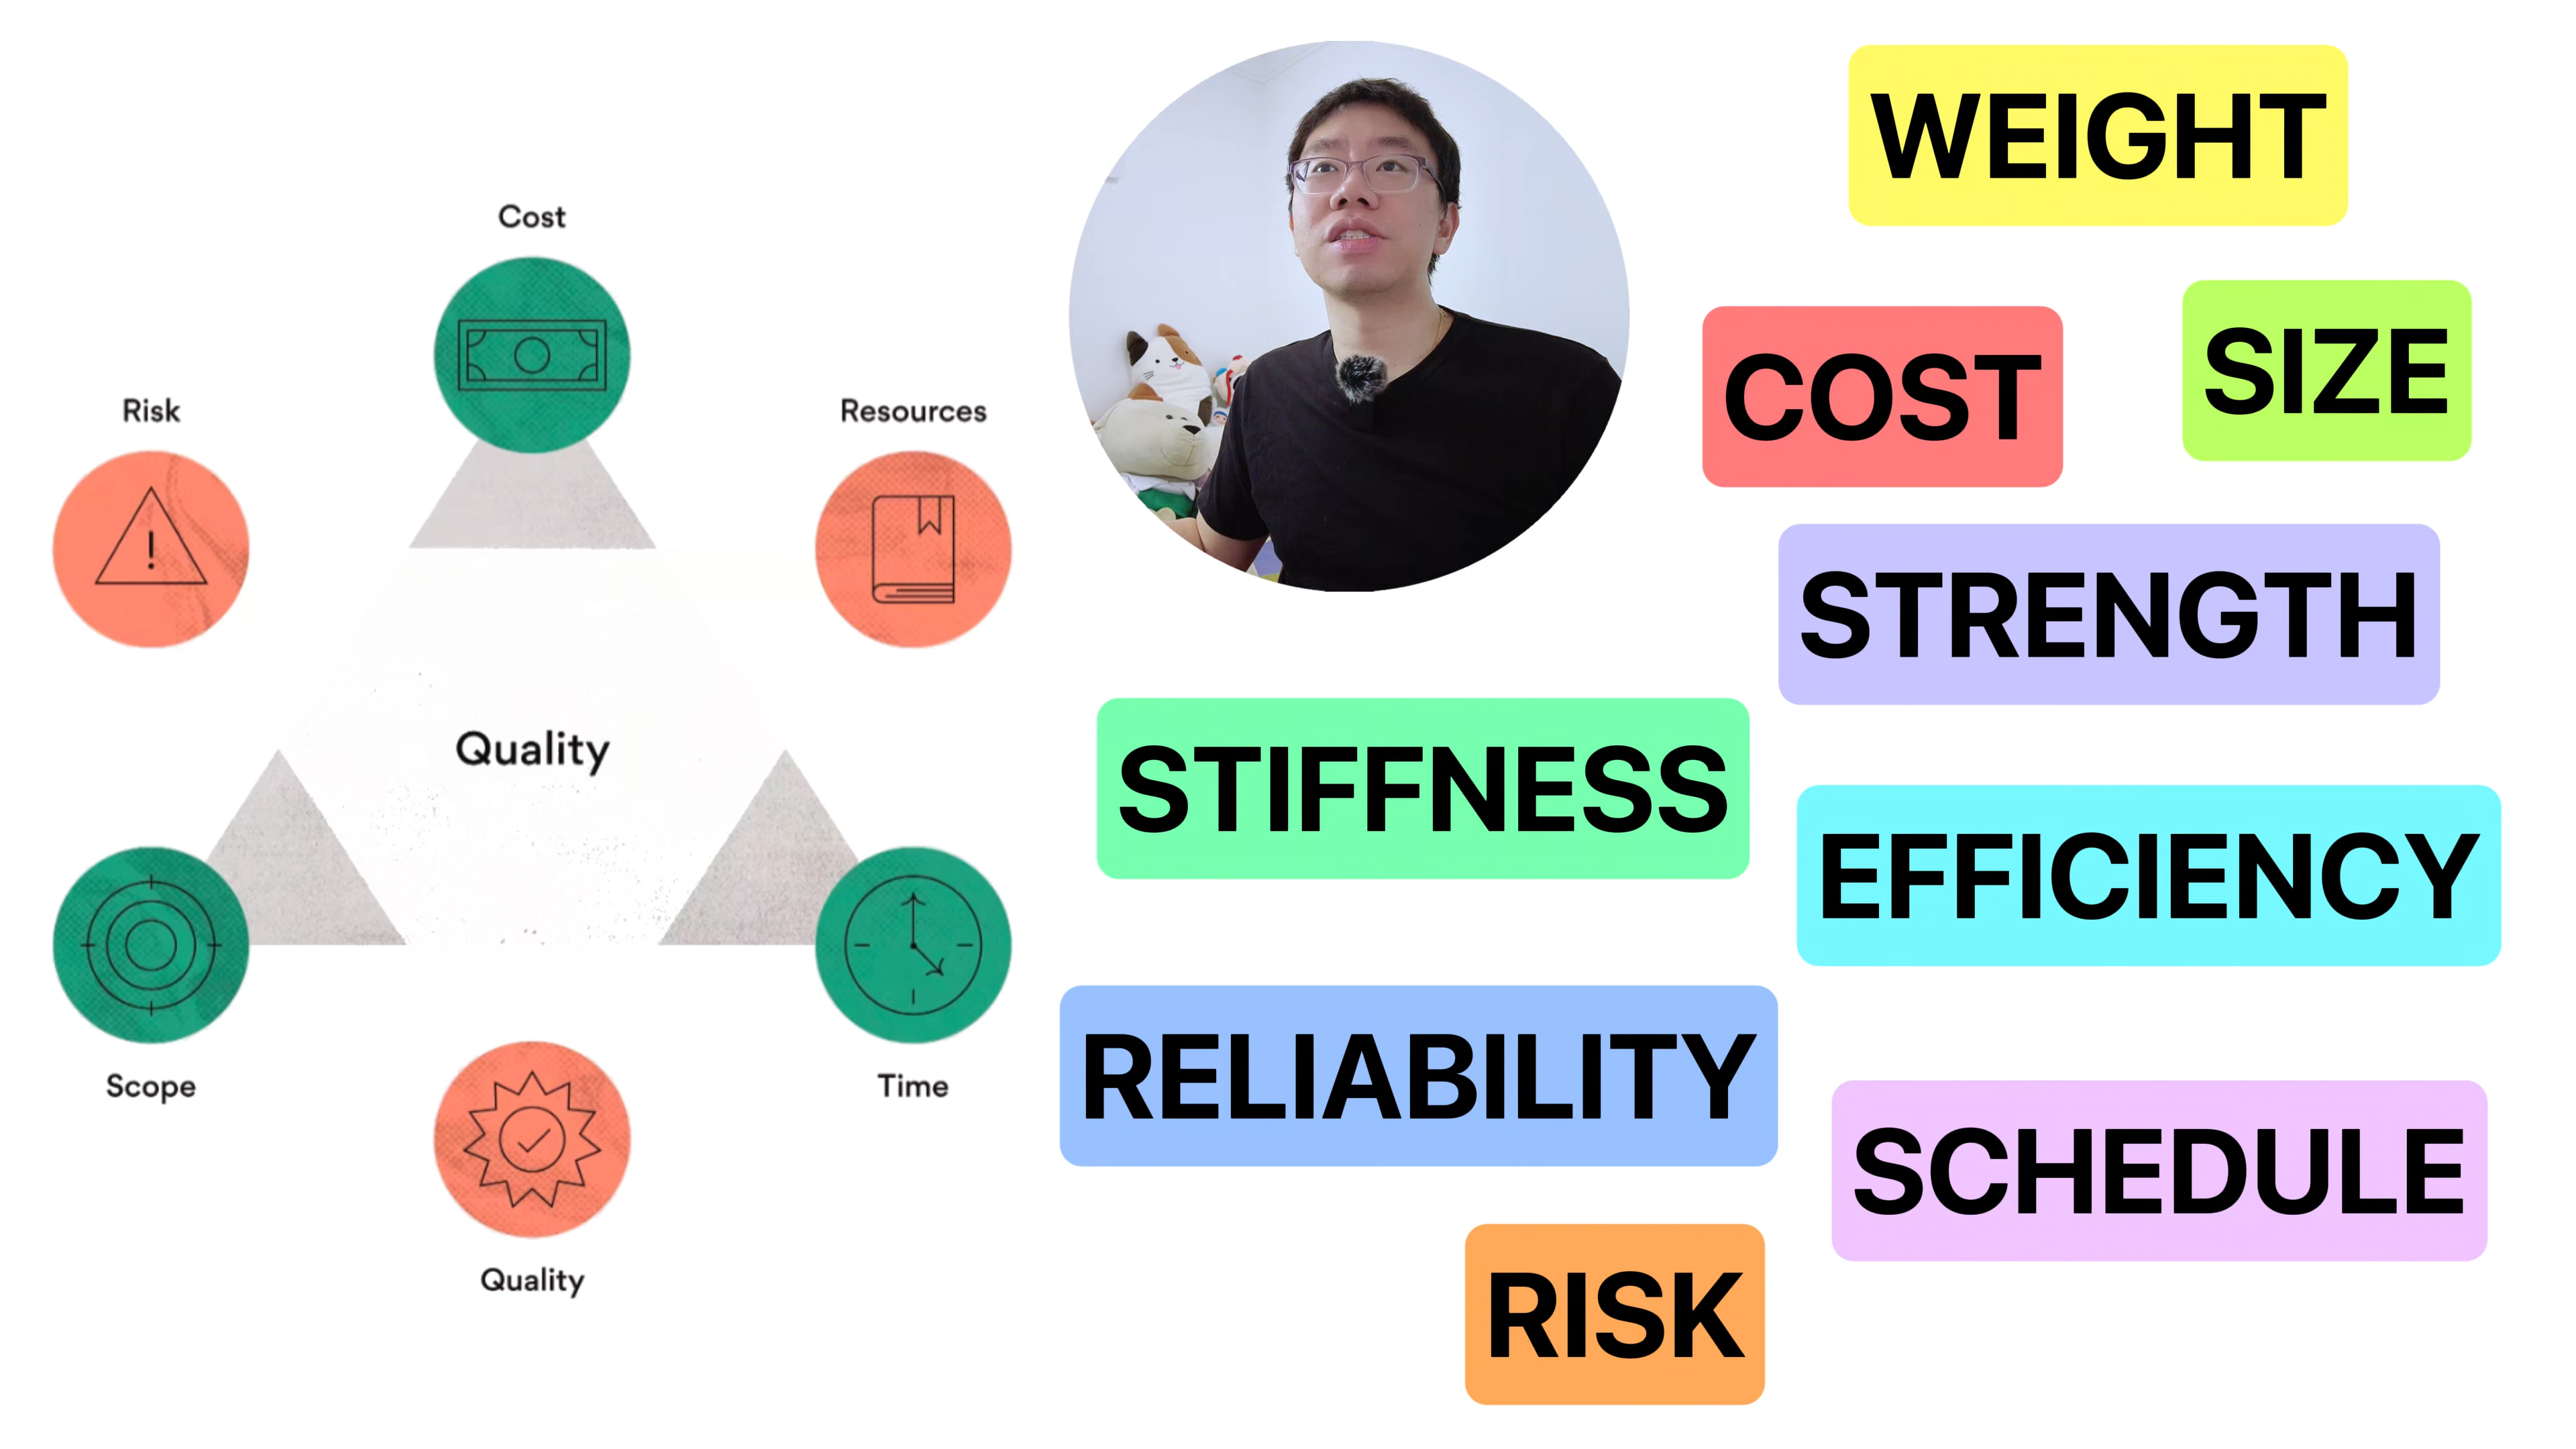 Cost
Risk
Resources
Quality
Scope
Time
Quality
WEIGHT
COST
SIZE
STRENGTH
STIFFNESS
EFFICIENCY
RELIABILITY
SCHEDULE
RISK